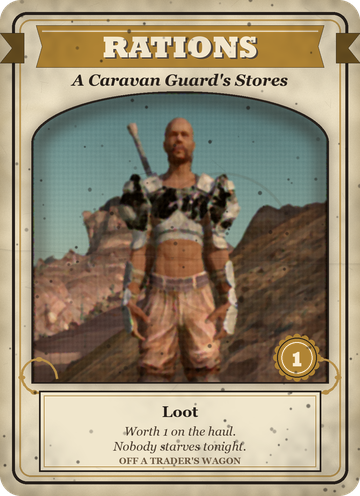 RATIONS
A Caravan Guard's Stores
1
Loot
Worth 1 on the haul.
Nobody starves tonight.
OFF A TRADER'S WAGON